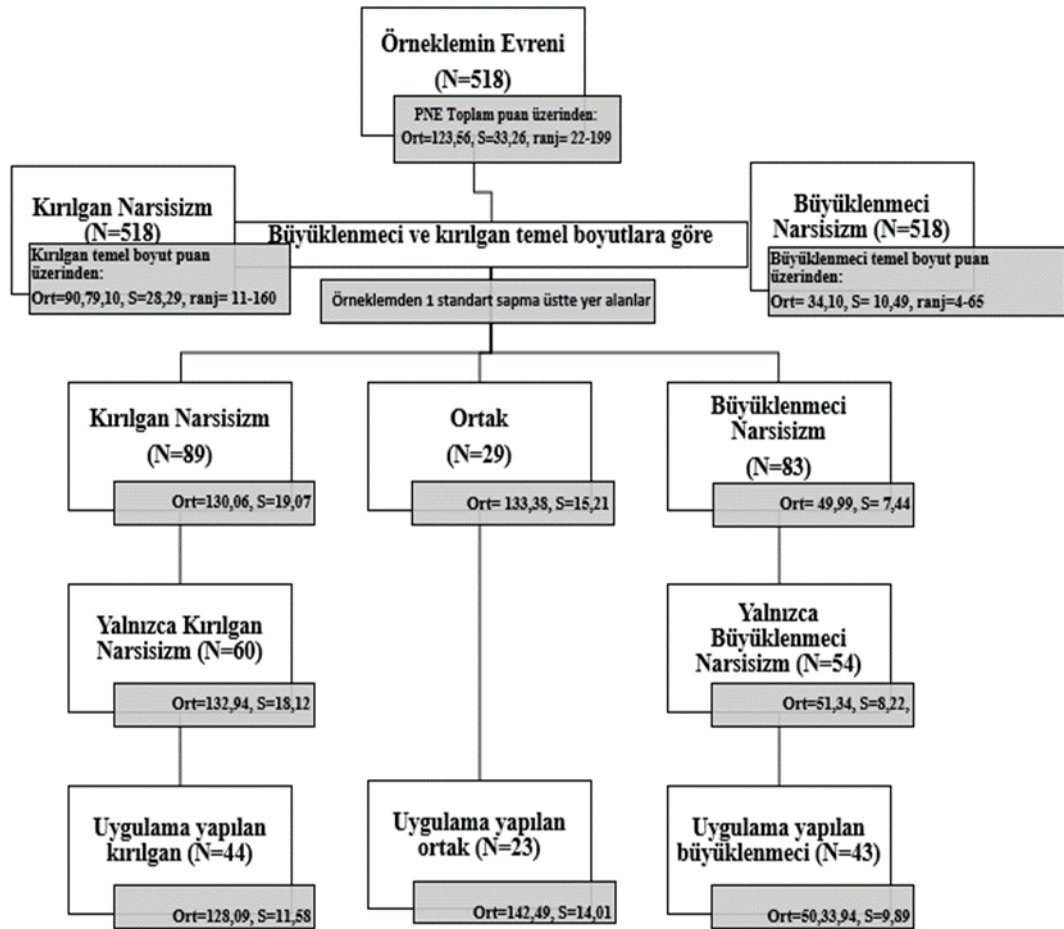 Örneklemin Evreni
(N=518)
PNE Toplam puan üzerinden:
Ort=123,56, S=33,26, ranj= 22-199
Kırılgan Narsisizm
(N=518)
Kırılgan temel boyut puan
üzerinden:
Ort=90,79,10, S=28,29, ranj= 11-160
Büyüklenmeci ve kırılgan temel boyutlara göre
Büyüklenmeci
Narsisizm (N=518)
Büyüklenmeci temel boyut puan
üzerinden:
Ort= 34,10, S= 10,49, ranj=4-65
Örneklemden 1 standart sapma üstte yer alanlar
Kırılgan Narsisizm
(N=89)
Ort=130,06, S=19,07
Ortak
(N=29)
Ort= 133,38, S=15,21
Büyüklenmeci
Narsisizm
(N=83)
Ort= 49,99, S= 7,44
Yalnızca Kırılgan
Narsisizm (N=60)
Ort=132,94, S=18,12
Yalnızca
Büyüklenmeci
Narsisizm (N=54)
Ort=51,34, S=8,22,
Uygulama yapılan
kırılgan (N=44)
Ort=128,09, S=11,58
Uygulama yapılan
ortak (N=23)
Ort=142,49, S=14,01
Uygulama yapılan
büyüklenmeci (N=43)
Ort=50,33,94, S=9,89